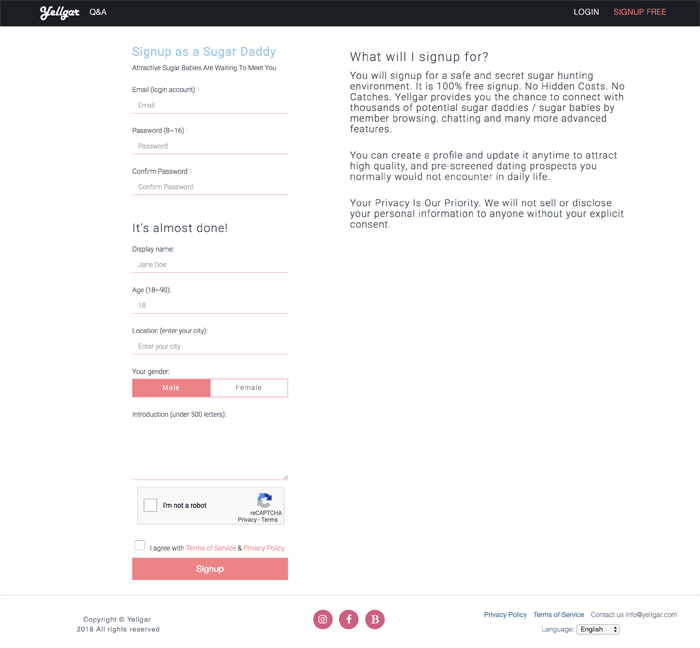 Yellgar Q&A LOGIN SIGNUP FREE
Signup as a Sugar Daddy
Attractive Sugar Babies Are Waiting To Meet You
Email (login account) :
Email
Password (8~16) :
Password
Confirm Password :
Confirm Password
It's almost done!
Display name:
Jane Doe
Age (18~90):
18
Location (enter your city):
Enter your city
Your gender:
Male Female
Introduction (under 500 letters):
I'm not a robot
reCAPTCHA
Privacy - Terms
I agree with Terms of Service & Privacy Policy
Signup
What will I signup for?
You will signup for a safe and secret sugar hunting
environment. It is 100% free signup. No Hidden Costs. No
Catches. Yellgar provides you the chance to connect with
thousands of potential sugar daddies / sugar babies by
member browsing, chatting and many more advanced
features.
You can create a profile and update it anytime to attract
high quality, and pre-screened dating prospects you
normally would not encounter in daily life.
Your Privacy Is Our Priority. We will not sell or disclose
your personal information to anyone without your explicit
consent.
Copyright © Yellgar
2018 All rights reserved
f B
Privacy Policy Terms of Service Contact us info@yellgar.com
Language: English